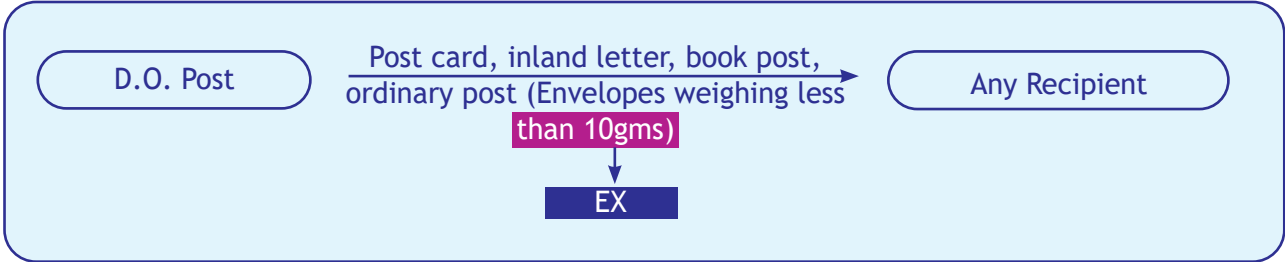 D.O. Post
Post card, inland letter, book post,
ordinary post (Envelopes weighing less
than 10gms)
Any Recipient
EX